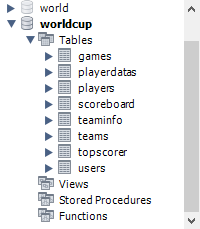 world
worldcup
Tables
games
playerdatas
players
scoreboard
teaminfo
teams
topscorer
users
Views
Stored Procedures
Functions